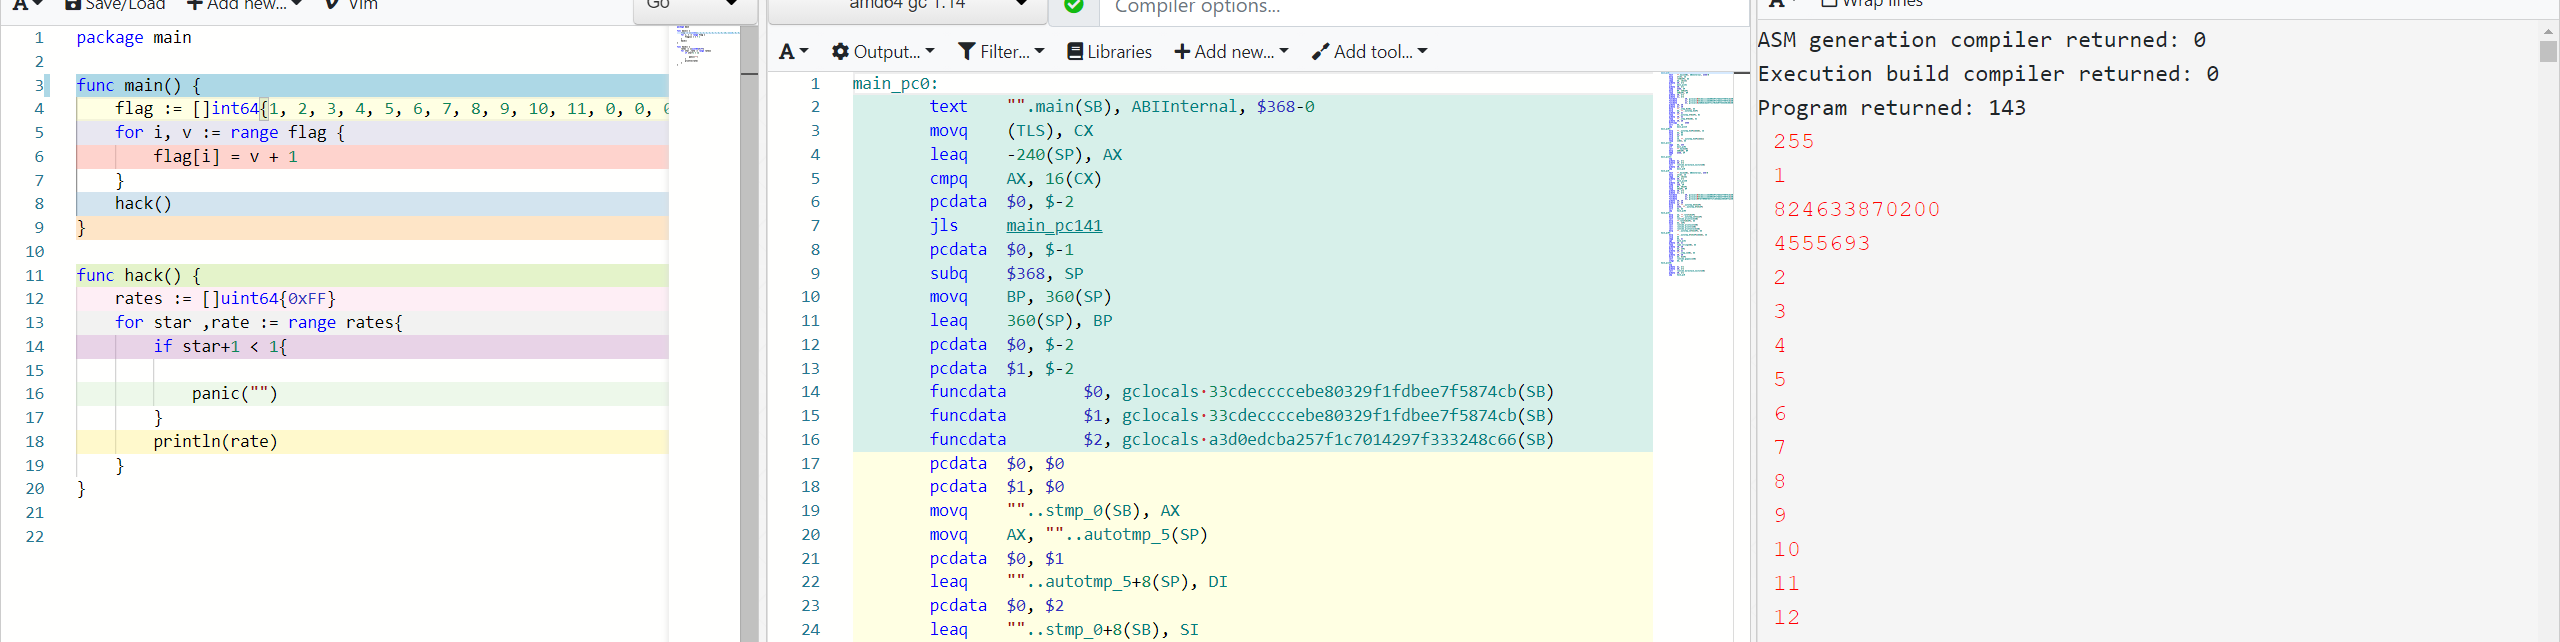 A Save/Load + Add new... V Vim Go
1 package main
2
3 func main() {
4 flag := []int64{1, 2, 3, 4, 5, 6, 7, 8, 9, 10, 11, 0, 0,
5 for i, v := range flag {
6 flag[i] = v + 1
7 }
8 hack()
9 }
10
11 func hack() {
12 rates := []uint64{0xFF}
13 for star ,rate := range rates{
14 if star+1 < 1{
15
16 panic("")
17 }
18 println(rate)
19 }
20 }
21
22
amd64 gc 1.14 Compiler options...
A Output... Filter... Libraries + Add new... Add tool...
1 main_pc0:
2 text "".main(SB), ABIInternal, $368-0
3 movq (TLS), CX
4 leaq -240(SP), AX
5 cmpq AX, 16(CX)
6 pcdata $0, $-2
7 jls main_pc141
8 pcdata $0, $-1
9 subq $368, SP
10 movq BP, 360(SP)
11 leaq 360(SP), BP
12 pcdata $0, $-2
13 pcdata $1, $-2
14 funcdata $0, gclocals·33cdeccccebe80329f1fdbee7f5874cb(SB)
15 funcdata $1, gclocals·33cdeccccebe80329f1fdbee7f5874cb(SB)
16 funcdata $2, gclocals·a3d0edcba257f1c7014297f333248c66(SB)
17 pcdata $0, $0
18 pcdata $1, $0
19 movq ""..stmp_0(SB), AX
20 movq AX, ""..autotmp_5(SP)
21 pcdata $0, $1
22 leaq ""..autotmp_5+8(SP), DI
23 pcdata $0, $2
24 leaq ""..stmp_0+8(SB), SI
A Wrap lines
ASM generation compiler returned: 0
Execution build compiler returned: 0
Program returned: 143
255
1
824633870200
4555693
2
3
4
5
6
7
8
9
10
11
12